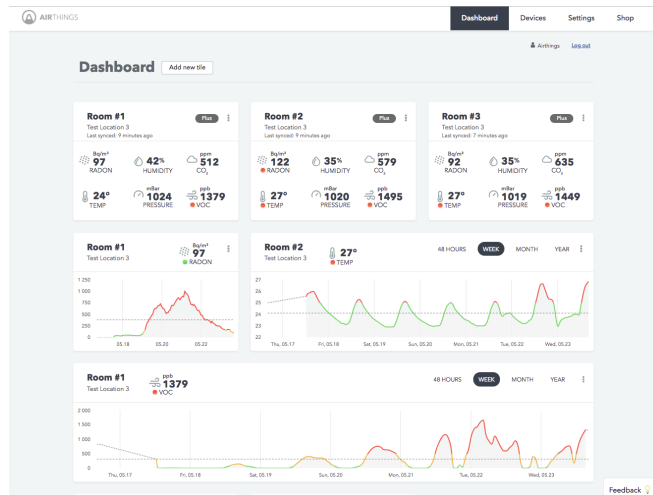 AIRTHINGS
Dashboard Devices Settings Shop
Airthings Log out
Dashboard Add new tile
Room #1 Plus
Test Location 3
Last synced: 9 minutes ago
Bq/m³ 97 RADON
42% HUMIDITY
ppm 512 CO₂
24° TEMP
mBar 1024 PRESSURE
ppb 1379 VOC
Room #2 Plus
Test Location 3
Last synced: 9 minutes ago
Bq/m³ 122 RADON
35% HUMIDITY
ppm 579 CO₂
27° TEMP
mBar 1020 PRESSURE
ppb 1495 VOC
Room #3 Plus
Test Location 3
Last synced: 7 minutes ago
Bq/m³ 92 RADON
35% HUMIDITY
ppm 635 CO₂
27° TEMP
mBar 1019 PRESSURE
ppb 1449 VOC
Room #1
Test Location 3
Bq/m³ 97 RADON
1 250
1 000
750
500
250
0
05.18 05.20 05.22
Room #2
Test Location 3
27° TEMP
48 HOURS WEEK MONTH YEAR
27
26
25
24
23
22
Thu, 05.17 Fri, 05.18 Sat, 05.19 Sun, 05.20 Mon, 05.21 Tue, 05.22 Wed, 05.23
Room #1
Test Location 3
ppb 1379 VOC
48 HOURS WEEK MONTH YEAR
2 000
1 500
1 000
500
0
Thu, 05.17 Fri, 05.18 Sat, 05.19 Sun, 05.20 Mon, 05.21 Tue, 05.22 Wed, 05.23
Feedback